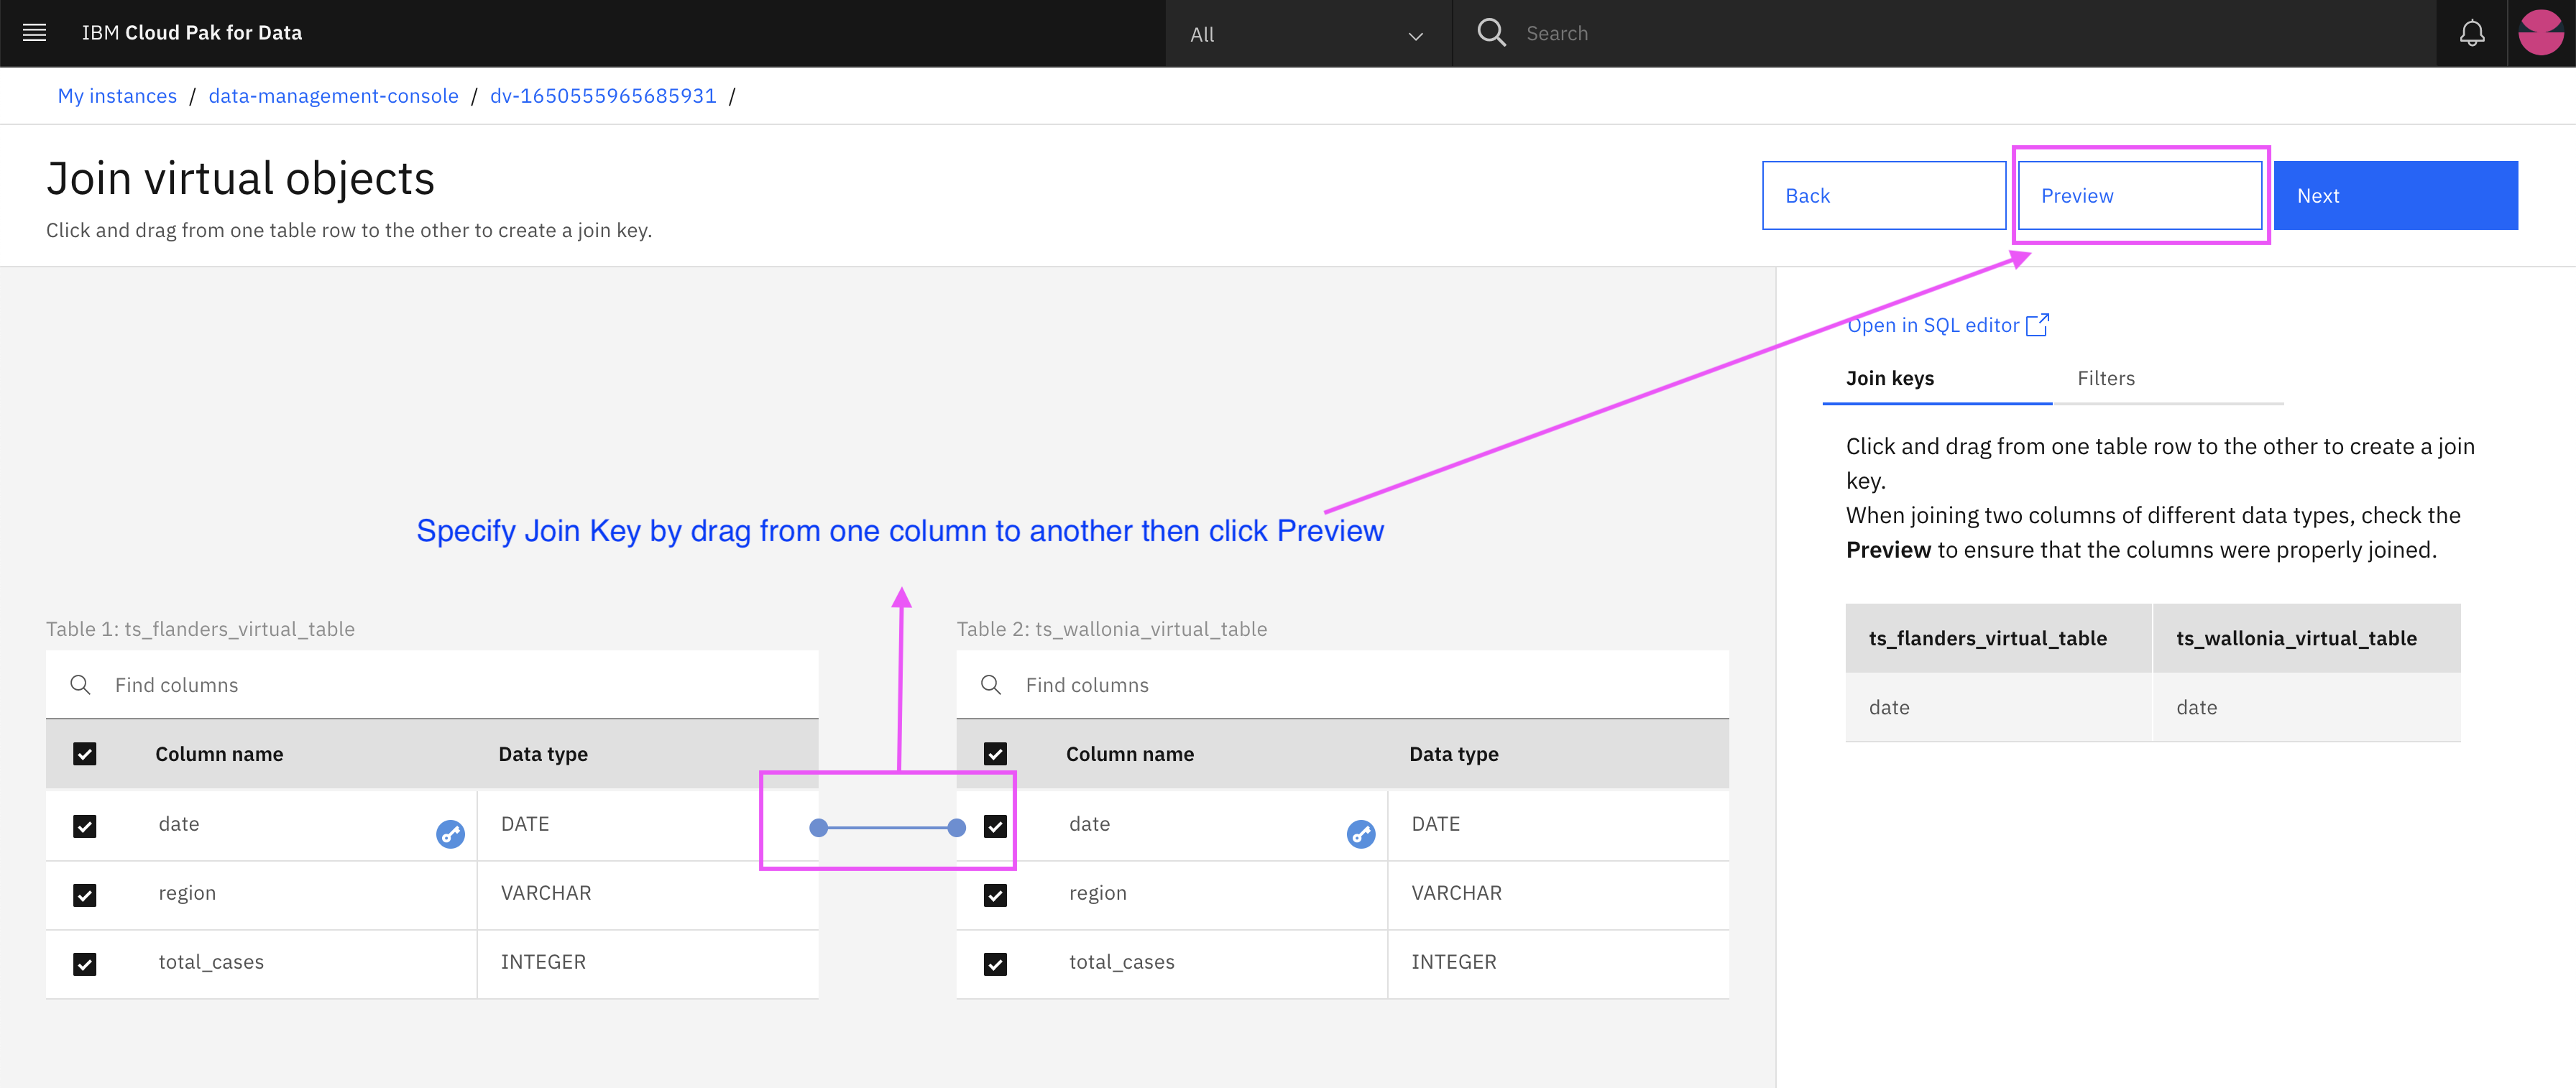 IBM Cloud Pak for Data
All
Search
My instances / data-management-console / dv-1650555965685931 /
Join virtual objects
Click and drag from one table row to the other to create a join key.
Back
Preview
Next
Open in SQL editor
Join keys
Filters
Click and drag from one table row to the other to create a join
key.
When joining two columns of different data types, check the
Preview to ensure that the columns were properly joined.
ts_flanders_virtual_table
ts_wallonia_virtual_table
date
date
Specify Join Key by drag from one column to another then click Preview
Table 1: ts_flanders_virtual_table
Find columns
Column name
Data type
date
DATE
region
VARCHAR
total_cases
INTEGER
Table 2: ts_wallonia_virtual_table
Find columns
Column name
Data type
date
DATE
region
VARCHAR
total_cases
INTEGER